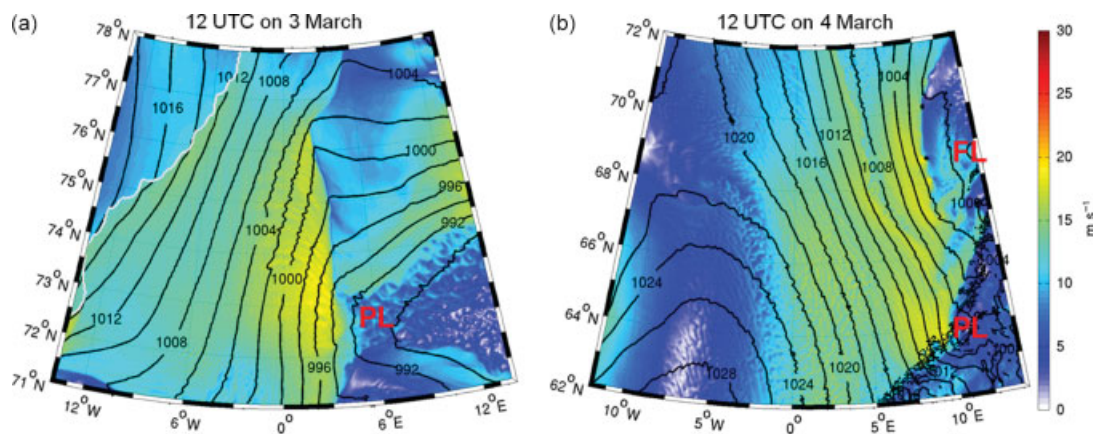 (a)
12 UTC on 3 March
78°N
77°N
76°N
75°N
74°N
73°N
72°N
71°N
12°W
6°W
0°
6°E
12°E
1016
1012
1008
1004
1000
996
992
1004
1000
1012
1008
996
992
PL
(b)
12 UTC on 4 March
72°N
70°N
68°N
66°N
64°N
62°N
10°W
5°W
0°
5°E
10°E
1020
1016
1012
1008
1004
1024
1028
1024
1020
FL
PL
30
25
20
15
10
5
0
m s⁻¹